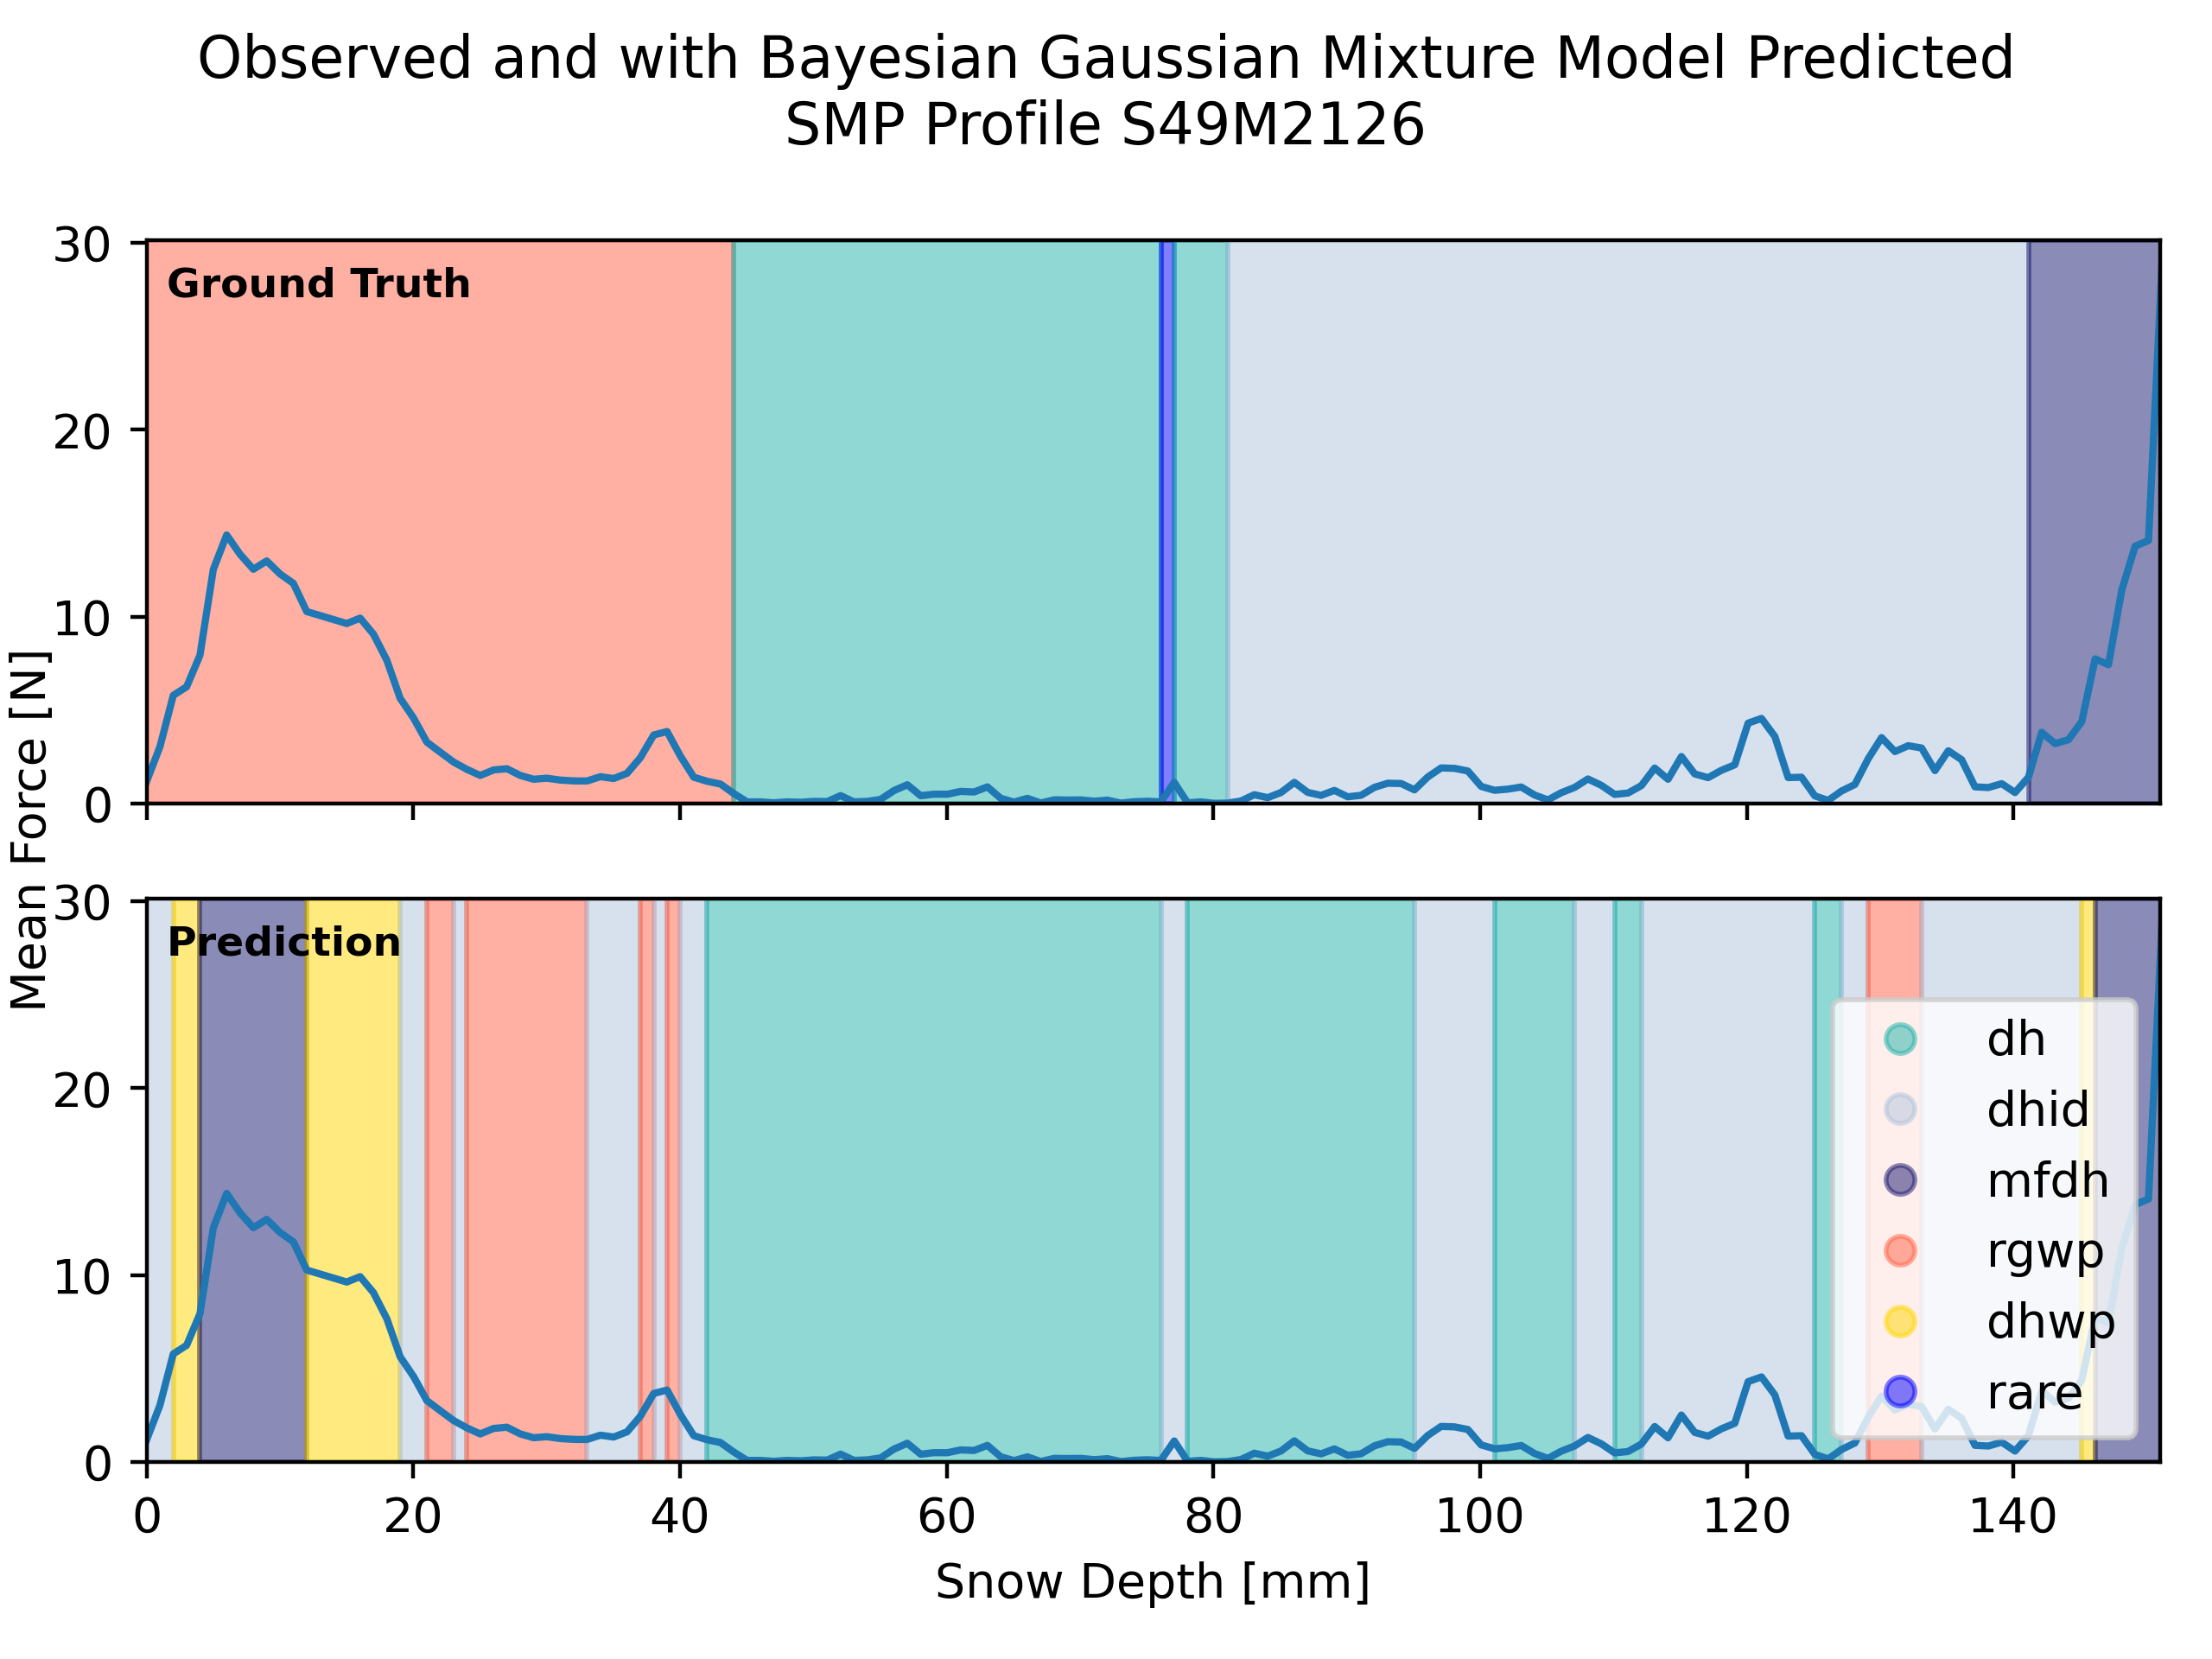 Observed and with Bayesian Gaussian Mixture Model Predicted
SMP Profile S49M2126
30
Ground Truth
20
10
0
Mean Force [N]
30
Prediction
20
10
0
dh
dhid
mfdh
rgwp
dhwp
rare
0 20 40 60 80 100 120 140
Snow Depth [mm]